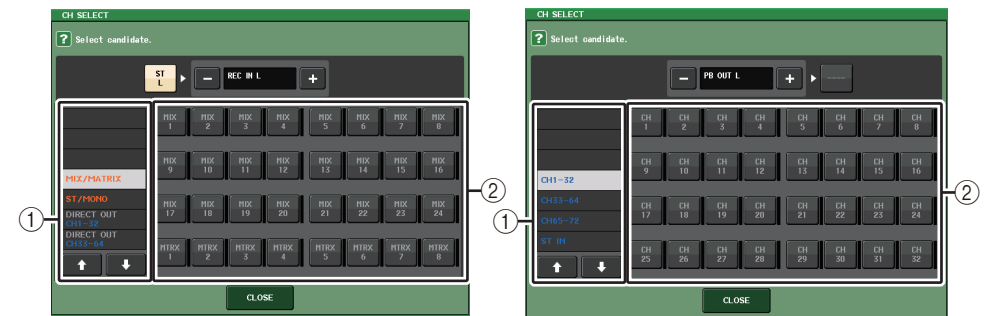 CH SELECT
? Select candidate.
ST L REC IN L
MIX 1 MIX 2 MIX 3 MIX 4 MIX 5 MIX 6 MIX 7 MIX 8
MIX 9 MIX 10 MIX 11 MIX 12 MIX 13 MIX 14 MIX 15 MIX 16
MIX 17 MIX 18 MIX 19 MIX 20 MIX 21 MIX 22 MIX 23 MIX 24
MTRX 1 MTRX 2 MTRX 3 MTRX 4 MTRX 5 MTRX 6 MTRX 7 MTRX 8
MIX/MATRIX
ST/MONO
DIRECT OUT
CH1-32
DIRECT OUT
CH33-64
①
②
CLOSE
CH SELECT
? Select candidate.
PB OUT L
CH 1 CH 2 CH 3 CH 4 CH 5 CH 6 CH 7 CH 8
CH 9 CH 10 CH 11 CH 12 CH 13 CH 14 CH 15 CH 16
CH 17 CH 18 CH 19 CH 20 CH 21 CH 22 CH 23 CH 24
CH 25 CH 26 CH 27 CH 28 CH 29 CH 30 CH 31 CH 32
CH1-32
CH33-64
CH65-72
ST IN
①
②
CLOSE